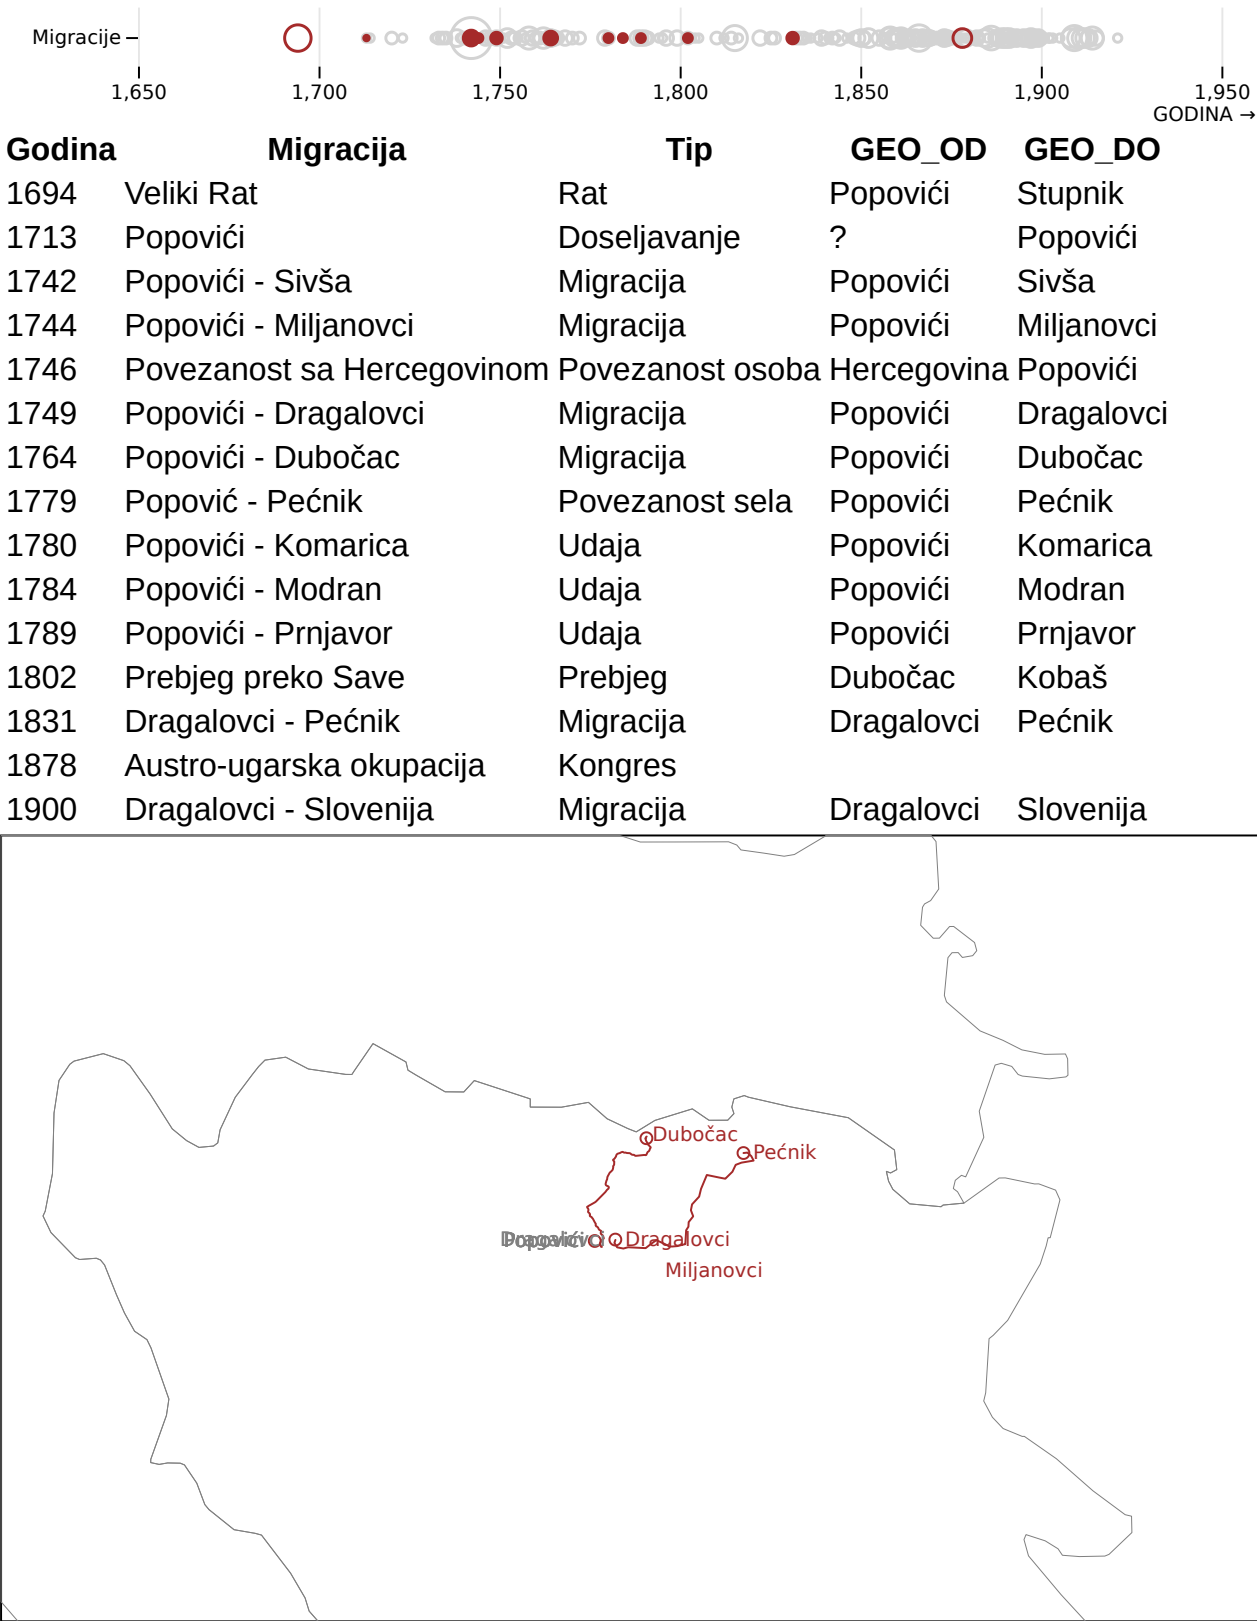 Migracije
1,650 1,700 1,750 1,800 1,850 1,900 1,950
GODINA →
Godina Migracija Tip GEO_OD GEO_DO
1694 Veliki Rat Rat Popovići Stupnik
1713 Popovići Doseljavanje ? Popovići
1742 Popovići - Sivša Migracija Popovići Sivša
1744 Popovići - Miljanovci Migracija Popovići Miljanovci
1746 Povezanost sa Hercegovinom Povezanost osoba Hercegovina Popovići
1749 Popovići - Dragalovci Migracija Popovići Dragalovci
1764 Popovići - Dubočac Migracija Popovići Dubočac
1779 Popović - Pećnik Povezanost sela Popovići Pećnik
1780 Popovići - Komarica Udaja Popovići Komarica
1784 Popovići - Modran Udaja Popovići Modran
1789 Popovići - Prnjavor Udaja Popovići Prnjavor
1802 Prebjeg preko Save Prebjeg Dubočac Kobaš
1831 Dragalovci - Pećnik Migracija Dragalovci Pećnik
1878 Austro-ugarska okupacija Kongres
1900 Dragalovci - Slovenija Migracija Dragalovci Slovenija
Dubočac
Pećnik
Dragalovci
Miljanovci